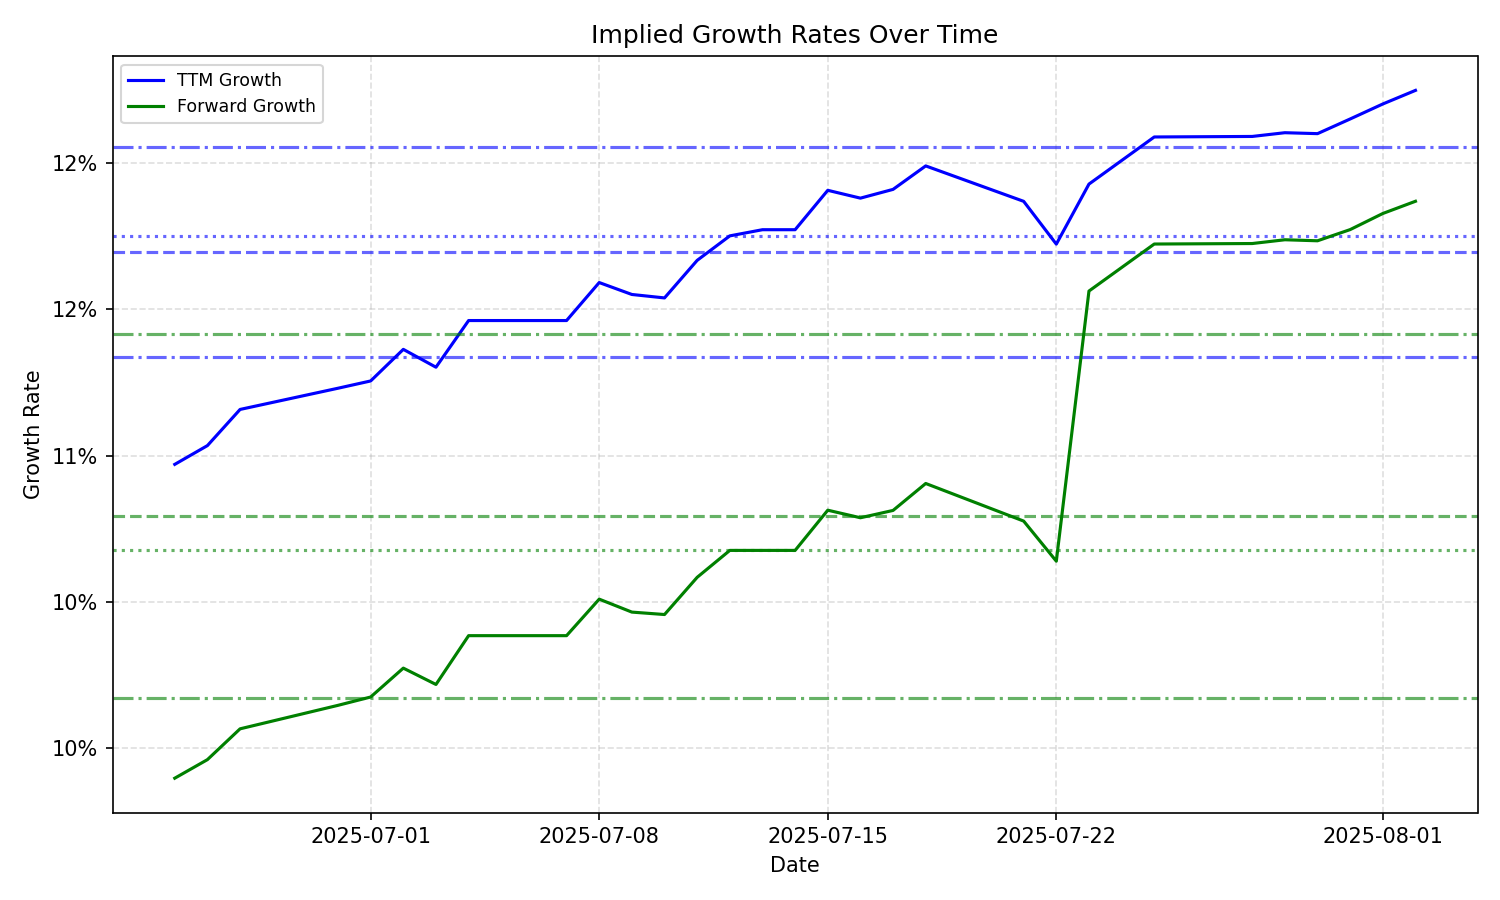 Implied Growth Rates Over Time
TTM Growth
Forward Growth
12%
12%
11%
10%
10%
Growth Rate
2025-07-01
2025-07-08
2025-07-15
2025-07-22
2025-08-01
Date